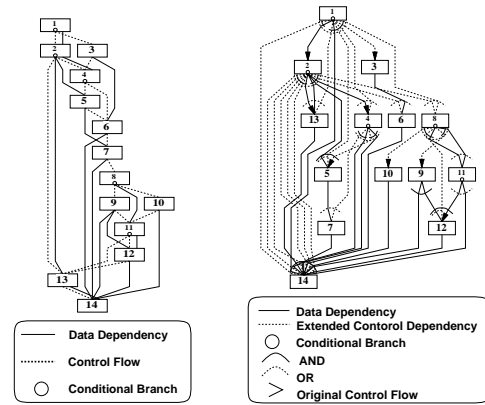 1
2 3
4
5
6
7
8
9 10
11
12
13
14
Data Dependency
Control Flow
Conditional Branch
1
2 3
13 4 6 8
5 10 9 11
7 12
14
Data Dependency
Extended Contorol Dependency
Conditional Branch
AND
OR
Original Control Flow